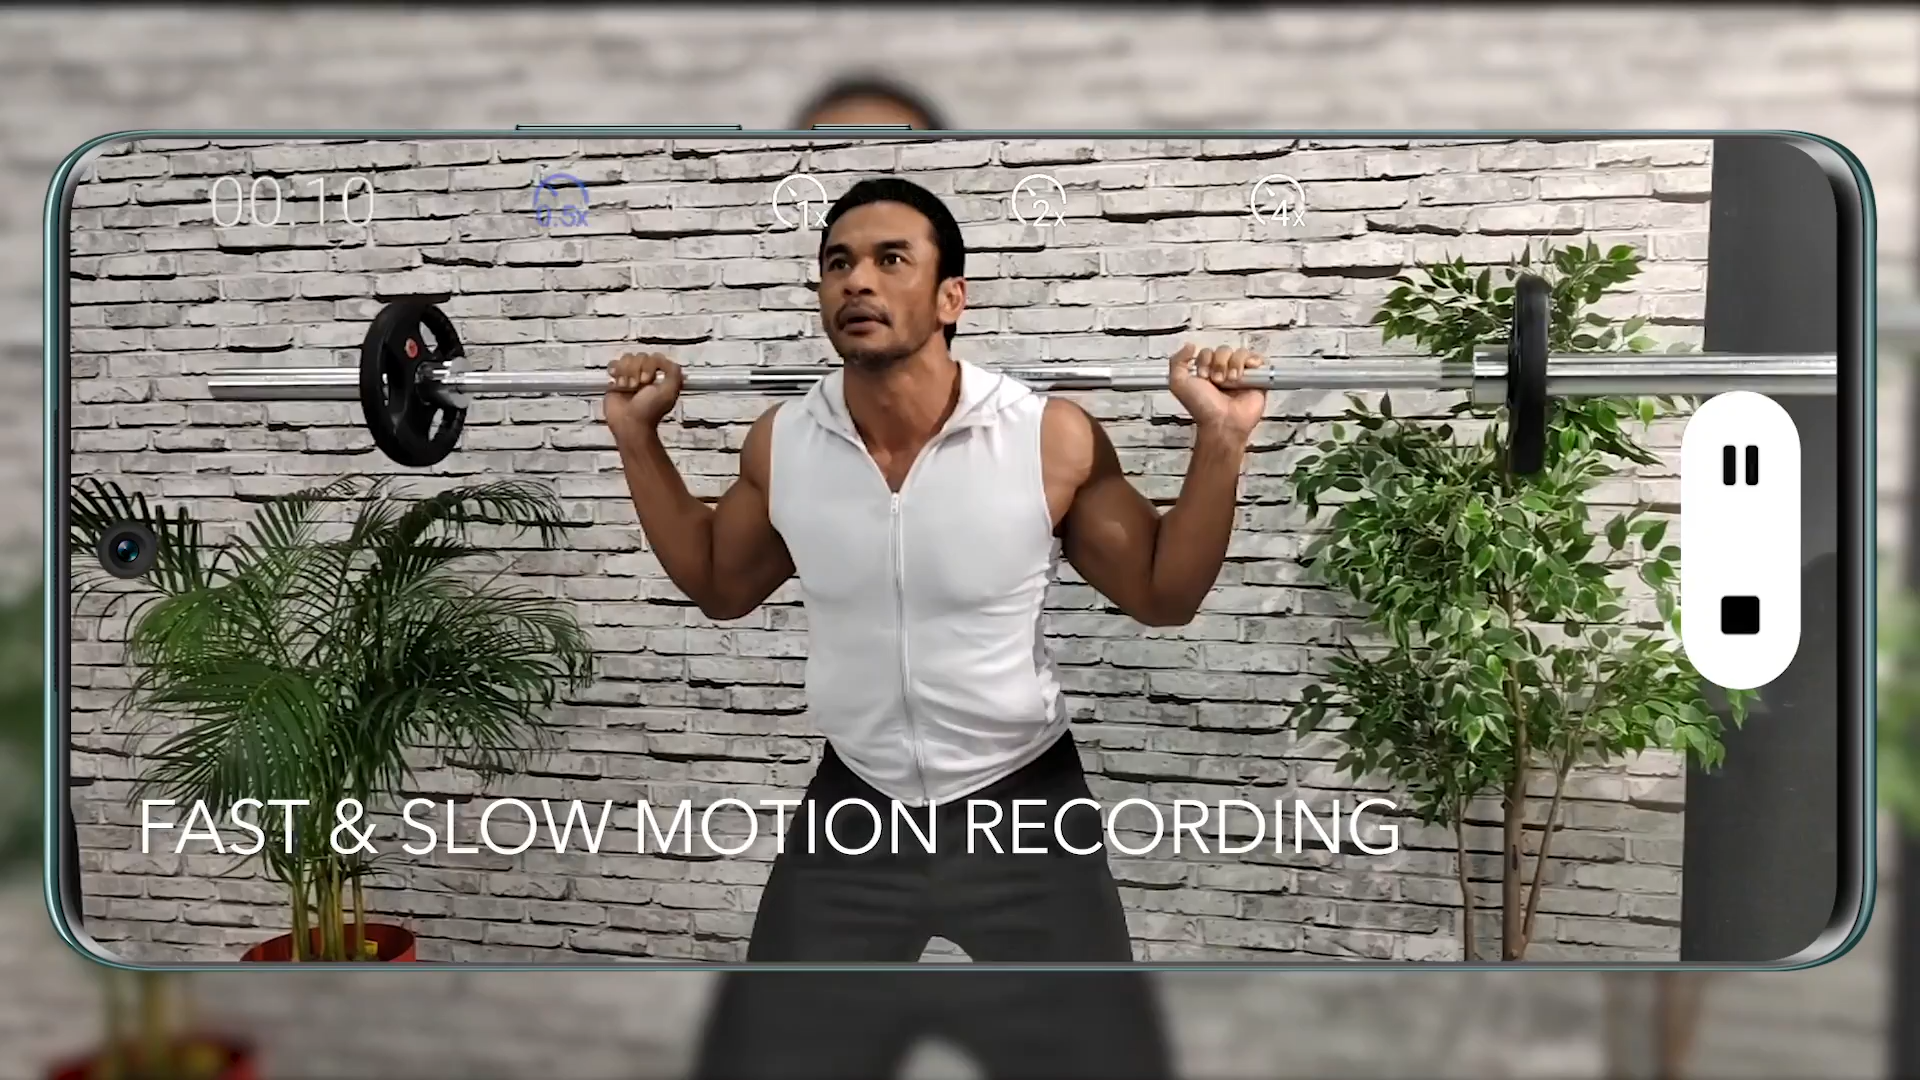 00:10
0.5x
1x
2x
4x
FAST & SLOW MOTION RECORDING